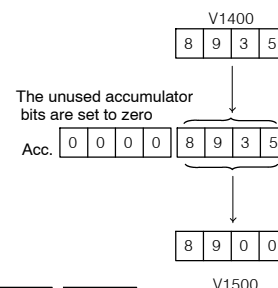 V1400
8 9 3 5
The unused accumulator
bits are set to zero
Acc. 0 0 0 0 8 9 3 5
8 9 0 0
V1500